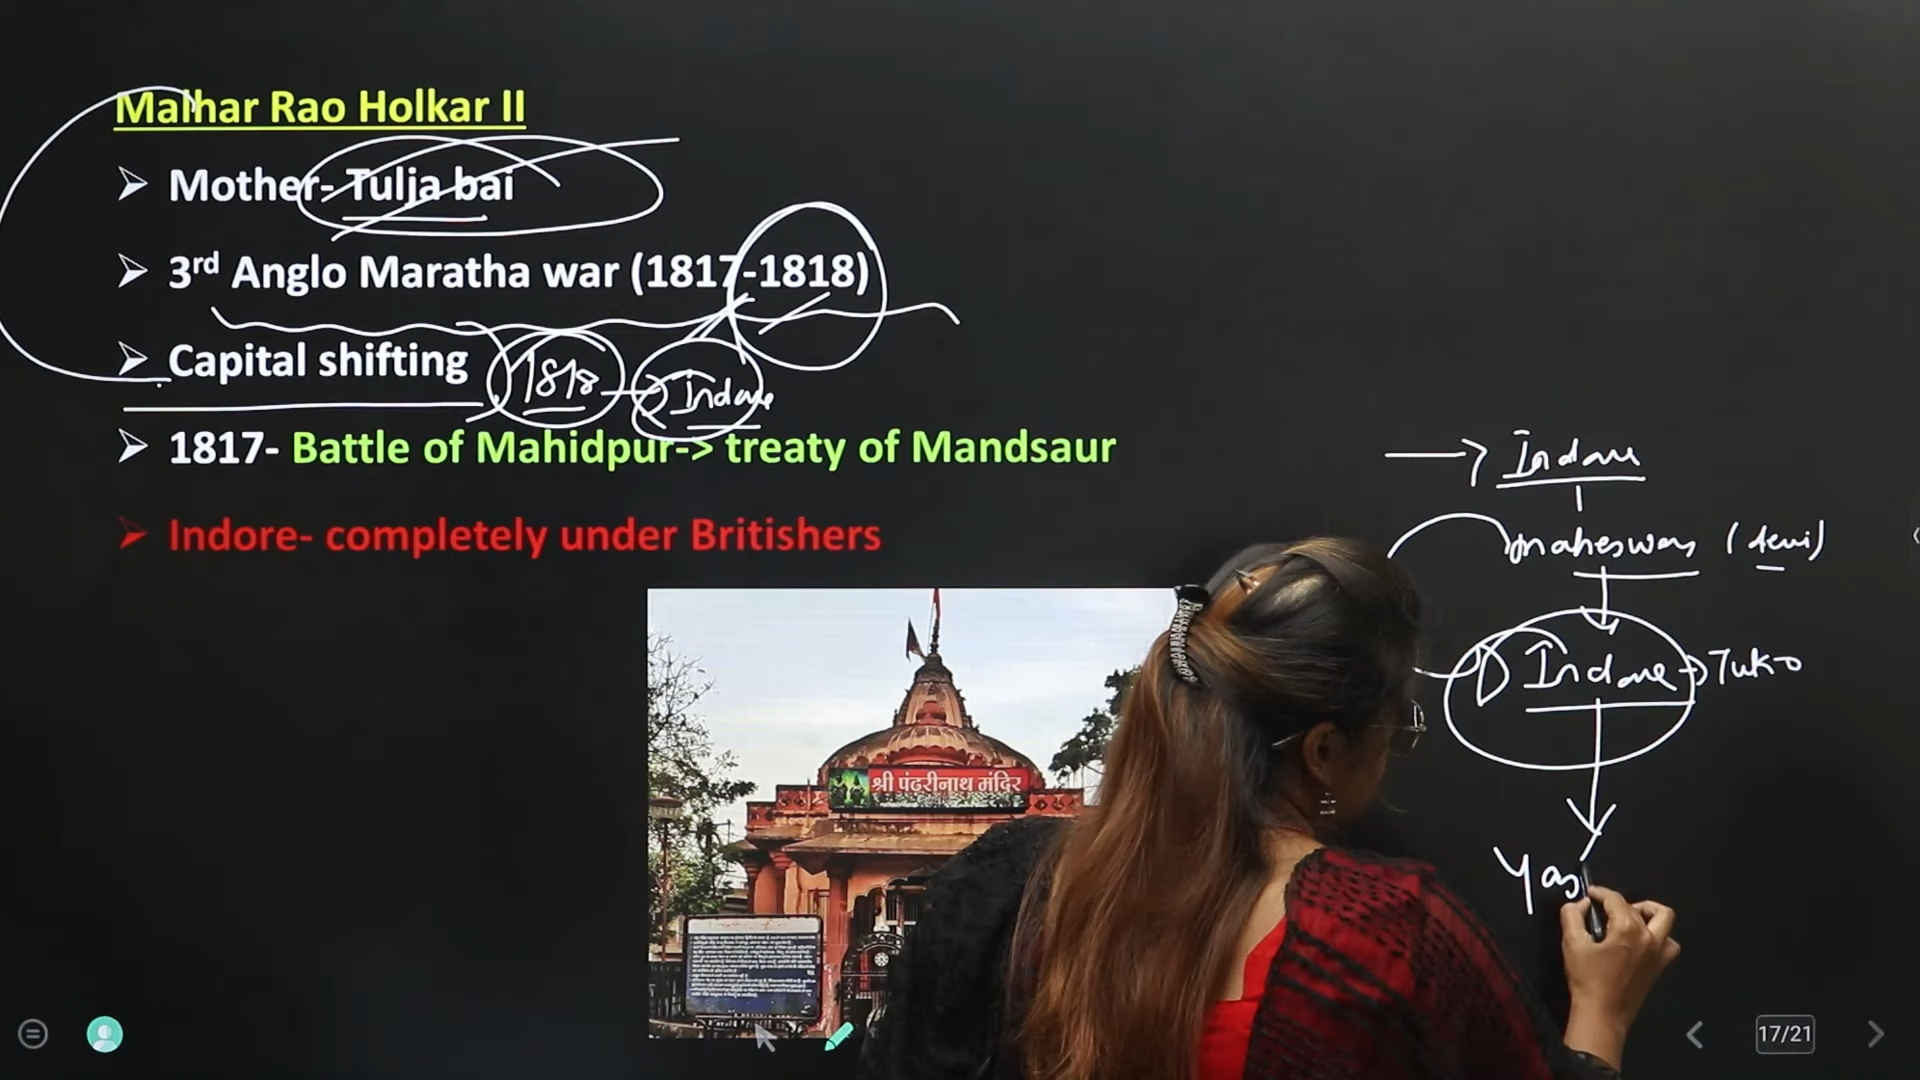 Malhar Rao Holkar II
➢ Mother- Tulja bai
➢ 3rd Anglo Maratha war (1817-1818)
➢ Capital shifting 1818 → Indore
➢ 1817- Battle of Mahidpur-> treaty of Mandsaur
➢ Indore- completely under Britishers
→ Indore
maheswar
Indore → Tuko
Yas
श्री पंढरीनाथ मंदिर
17/21